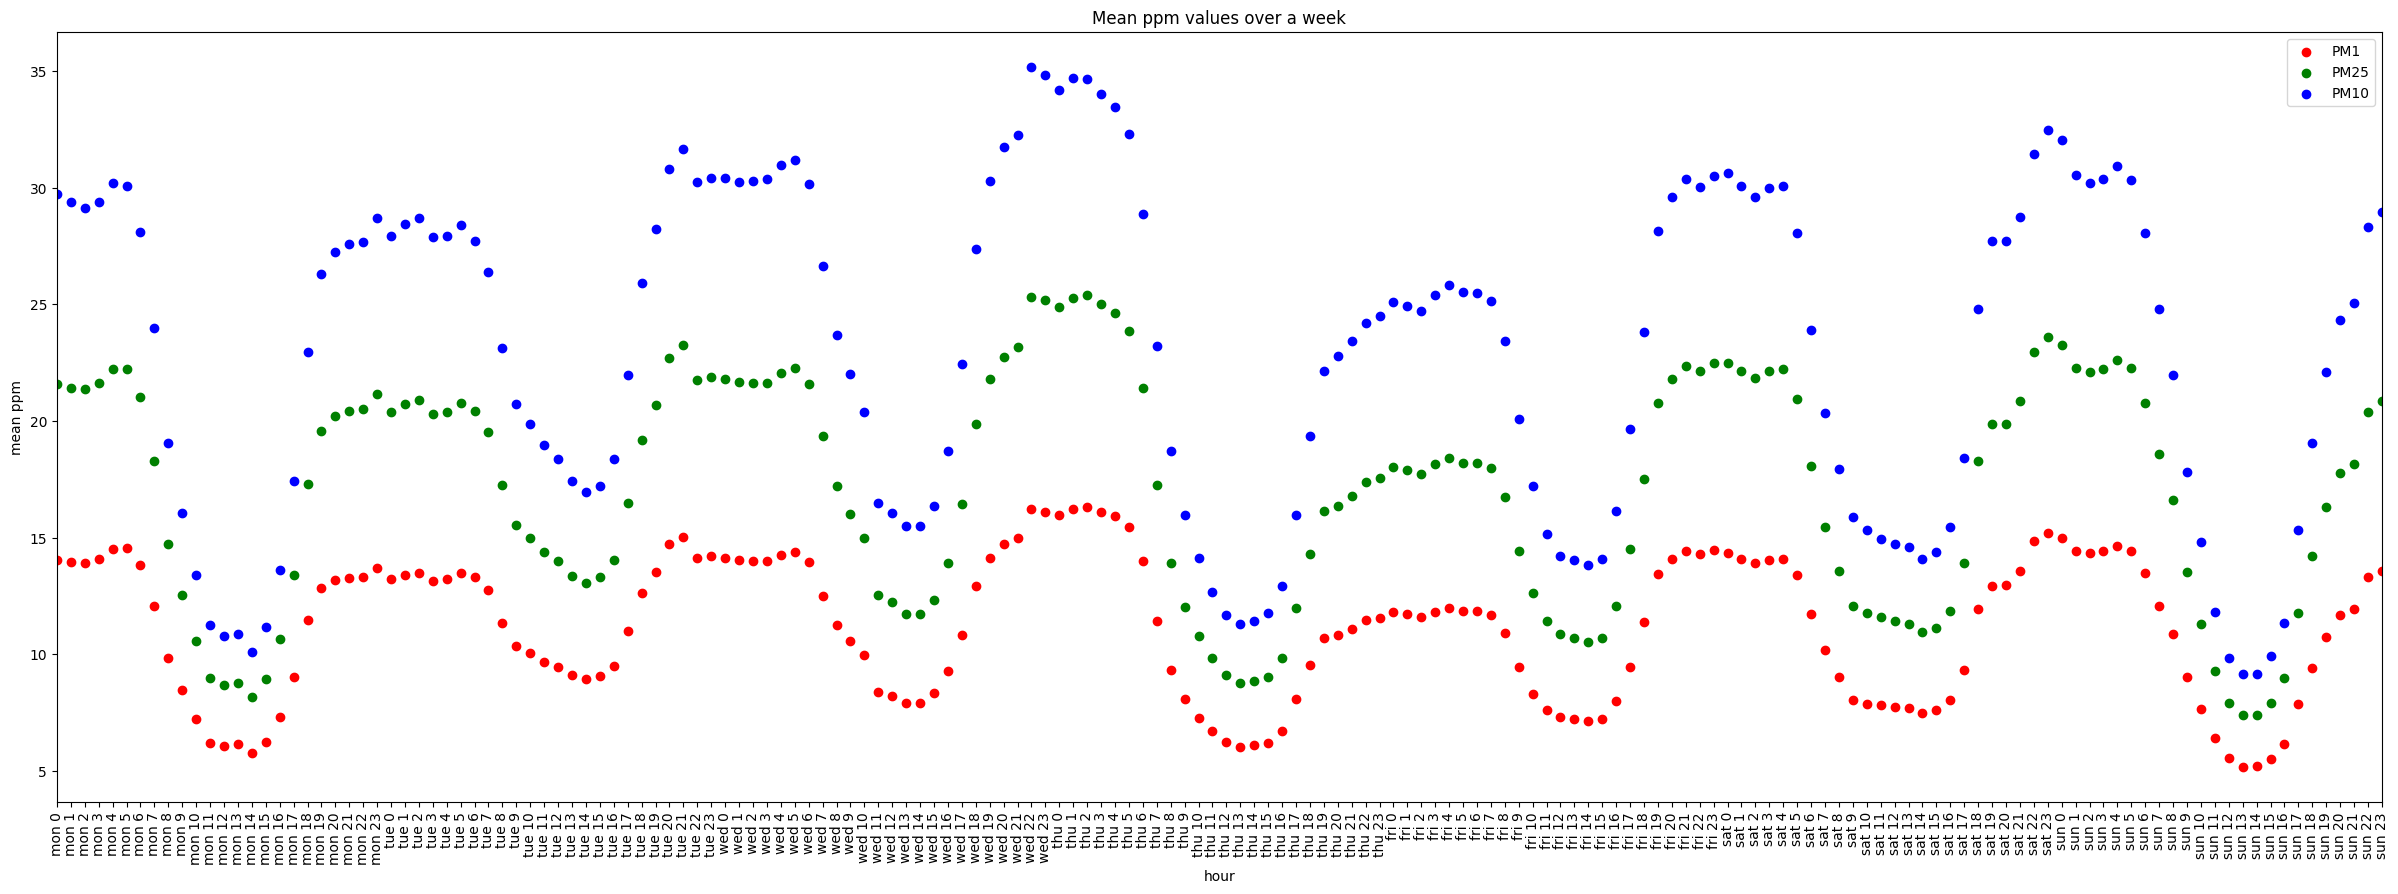 Mean ppm values over a week
PM1
PM25
PM10
mean ppm
35
30
25
20
15
10
5
mon 0
mon 1
mon 2
mon 3
mon 4
mon 5
mon 6
mon 7
mon 8
mon 9
mon 10
mon 11
mon 12
mon 13
mon 14
mon 15
mon 16
mon 17
mon 18
mon 19
mon 20
mon 21
mon 22
mon 23
tue 0
tue 1
tue 2
tue 3
tue 4
tue 5
tue 6
tue 7
tue 8
tue 9
tue 10
tue 11
tue 12
tue 13
tue 14
tue 15
tue 16
tue 17
tue 18
tue 19
tue 20
tue 21
tue 22
tue 23
wed 0
wed 1
wed 2
wed 3
wed 4
wed 5
wed 6
wed 7
wed 8
wed 9
wed 10
wed 11
wed 12
wed 13
wed 14
wed 15
wed 16
wed 17
wed 18
wed 19
wed 20
wed 21
wed 22
wed 23
thu 0
thu 1
thu 2
thu 3
thu 4
thu 5
thu 6
thu 7
thu 8
thu 9
thu 10
thu 11
thu 12
thu 13
thu 14
thu 15
thu 16
thu 17
thu 18
thu 19
thu 20
thu 21
thu 22
thu 23
fri 0
fri 1
fri 2
fri 3
fri 4
fri 5
fri 6
fri 7
fri 8
fri 9
fri 10
fri 11
fri 12
fri 13
fri 14
fri 15
fri 16
fri 17
fri 18
fri 19
fri 20
fri 21
fri 22
fri 23
sat 0
sat 1
sat 2
sat 3
sat 4
sat 5
sat 6
sat 7
sat 8
sat 9
sat 10
sat 11
sat 12
sat 13
sat 14
sat 15
sat 16
sat 17
sat 18
sat 19
sat 20
sat 21
sat 22
sat 23
sun 0
sun 1
sun 2
sun 3
sun 4
sun 5
sun 6
sun 7
sun 8
sun 9
sun 10
sun 11
sun 12
sun 13
sun 14
sun 15
sun 16
sun 17
sun 18
sun 19
sun 20
sun 21
sun 22
sun 23
hour